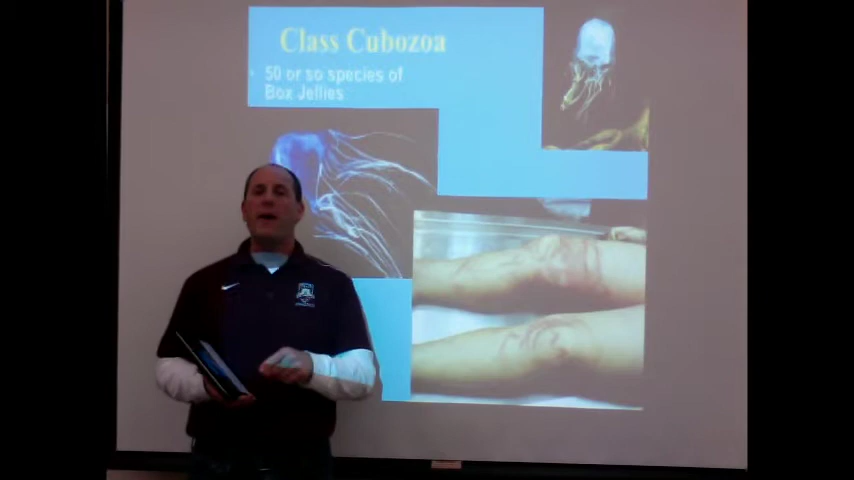 Class Cubozoa
• 50 or so species of
Box Jellies